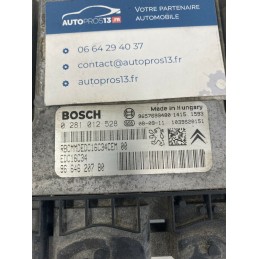 AUTOPROS13.FR
VOTRE PARTENAIRE
AUTOMOBILE
06 64 29 40 37
contact@autopros13.fr
autopros13.fr
BOSCH
Made in Hungary
0 281 012 528
EDC16C34
96 646 207 80